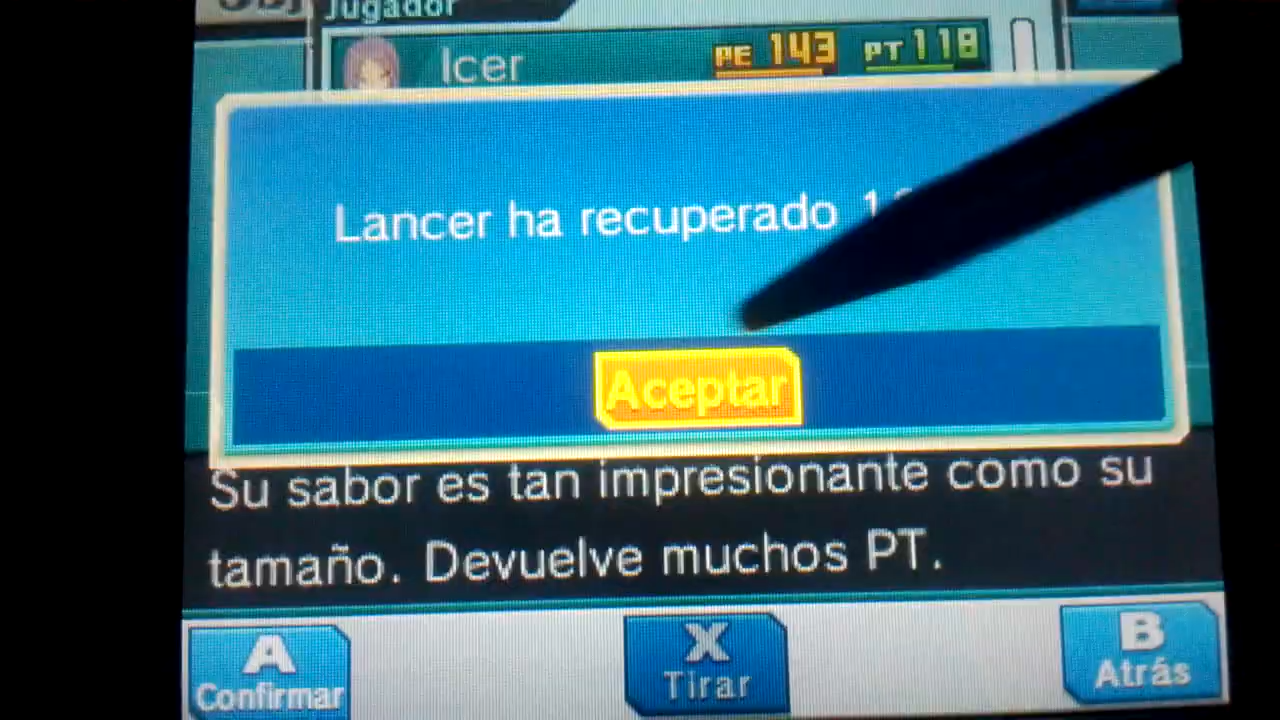 Jugador
Icer PE 143 PT 118
Lancer ha recuperado
Aceptar
Su sabor es tan impresionante como su
tamaño. Devuelve muchos PT.
A X B
Confirmar Tirar Atrás